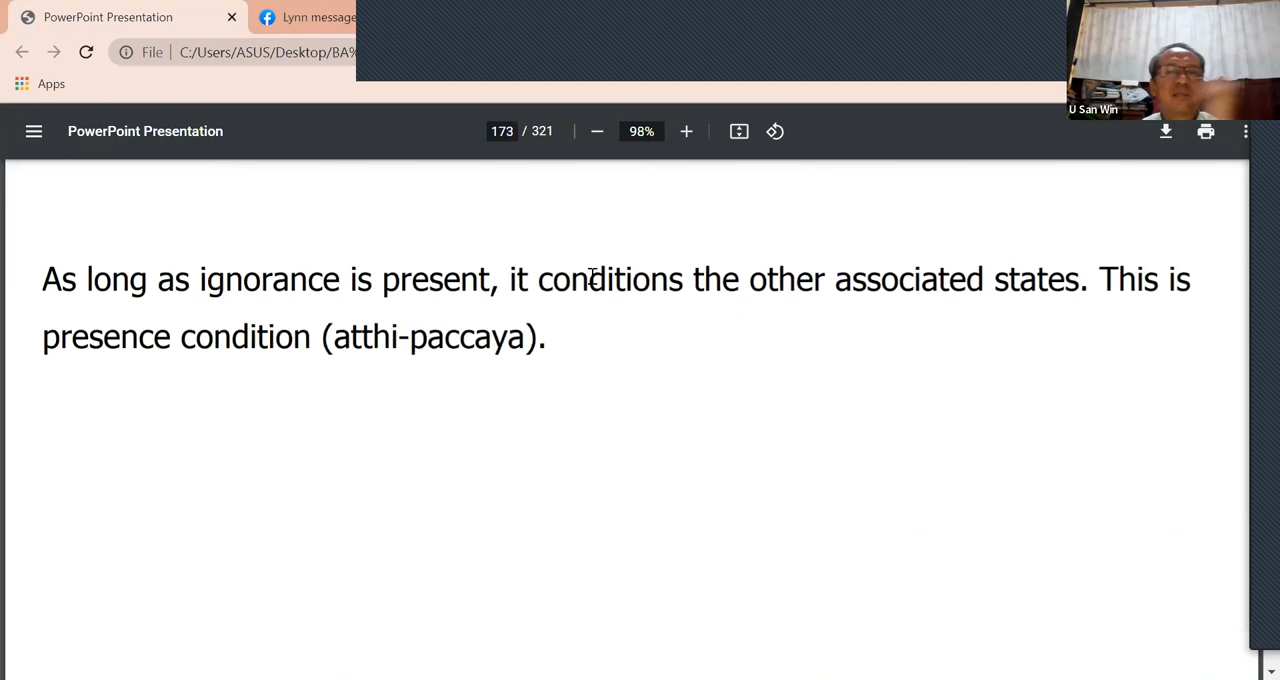 PowerPoint Presentation
Lynn message
File
C:/Users/ASUS/Desktop/BA%
Apps
U San Win
PowerPoint Presentation
173 / 321
98%
As long as ignorance is present, it conditions the other associated states. This is
presence condition (atthi-paccaya).